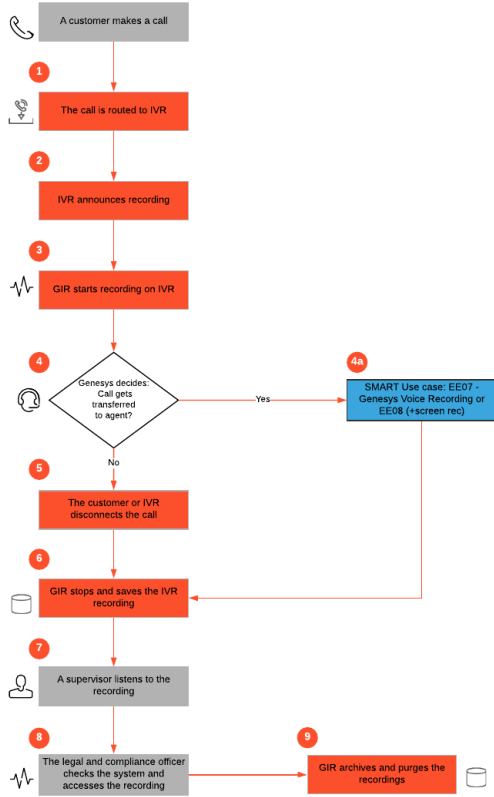 A customer makes a call
1
The call is routed to IVR
2
IVR announces recording
3
GIR starts recording on IVR
4
Genesys decides:
Call gets
transferred
to agent?
Yes
4a
SMART Use case: EE07 -
Genesys Voice Recording or
EE08 (+screen rec)
No
5
The customer or IVR
disconnects the call
6
GIR stops and saves the IVR
recording
7
A supervisor listens to the
recording
8
The legal and compliance officer
checks the system and
accesses the recording
9
GIR archives and purges the
recordings